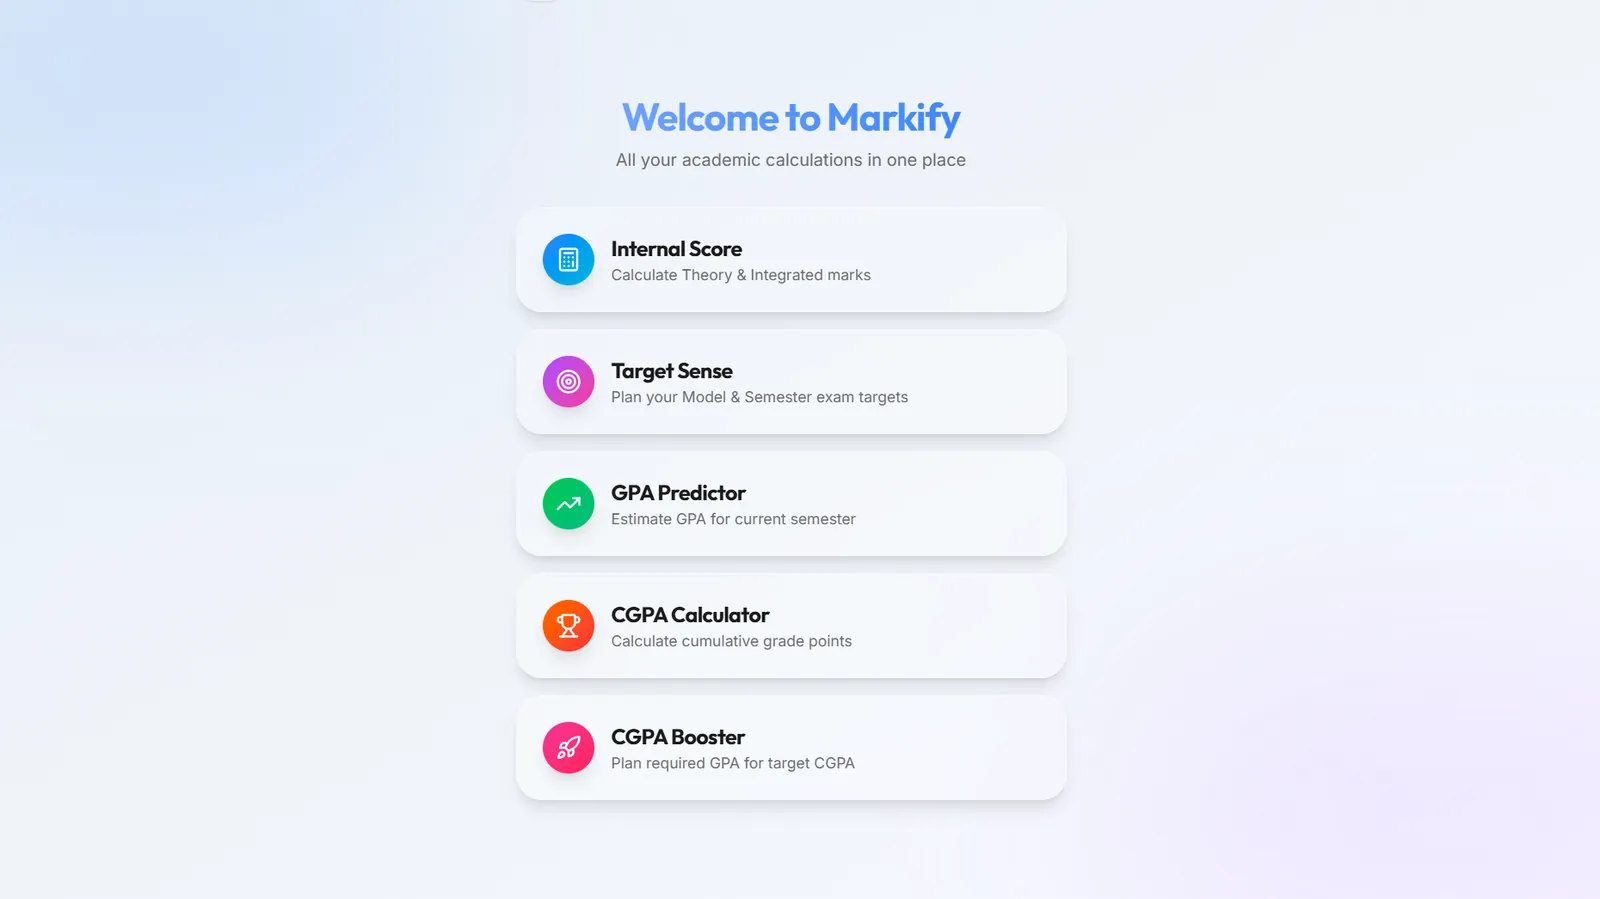 Welcome to Markify
All your academic calculations in one place
Internal Score
Calculate Theory & Integrated marks
Target Sense
Plan your Model & Semester exam targets
GPA Predictor
Estimate GPA for current semester
CGPA Calculator
Calculate cumulative grade points
CGPA Booster
Plan required GPA for target CGPA